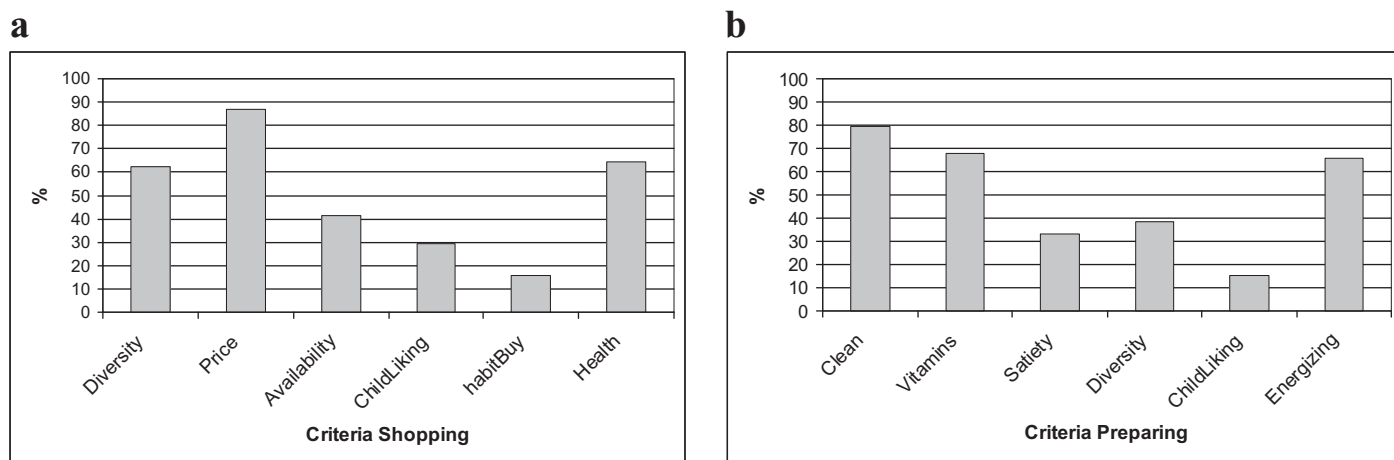 a
100
90
80
70
60
50
40
30
20
10
0
%
Diversity
Price
Availability
ChildLiking
habitBuy
Health
Criteria Shopping
b
100
90
80
70
60
50
40
30
20
10
0
%
Clean
Vitamins
Satiety
Diversity
ChildLiking
Energizing
Criteria Preparing